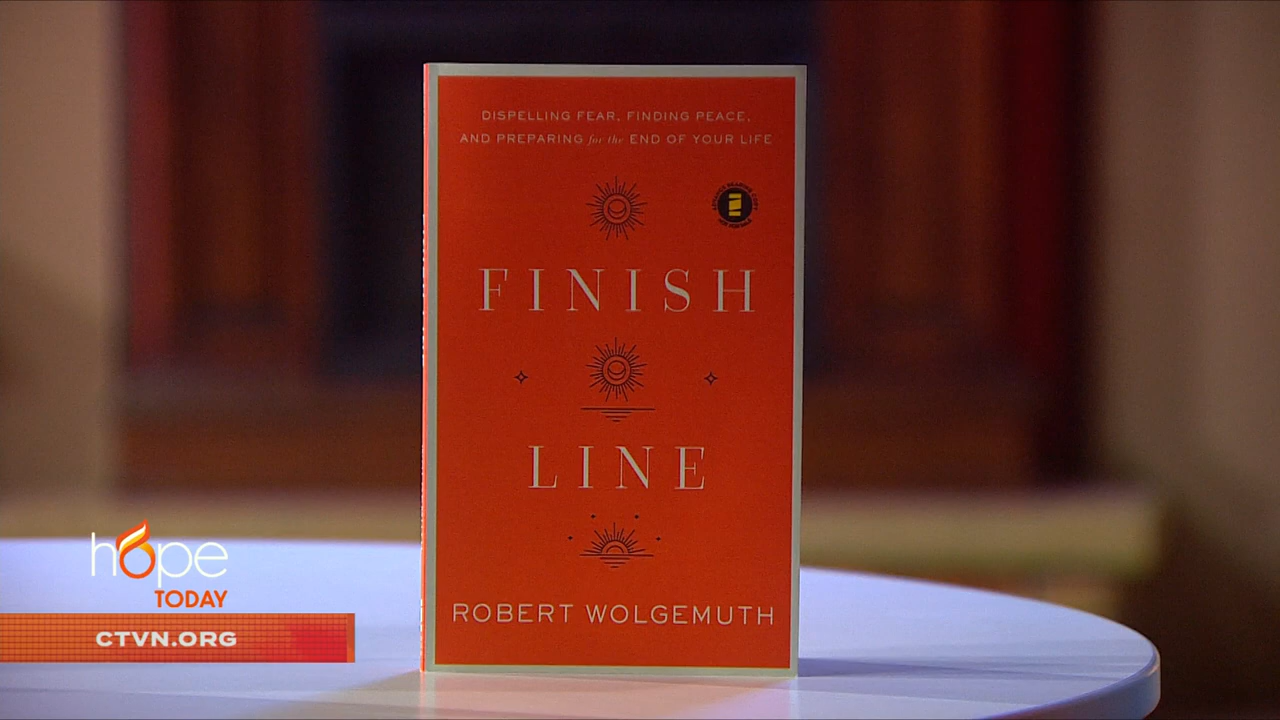 DISPELLING FEAR, FINDING PEACE,
AND PREPARING for the END OF YOUR LIFE
FINISH
LINE
ROBERT WOLGEMUTH
hope
TODAY
CTVN.ORG